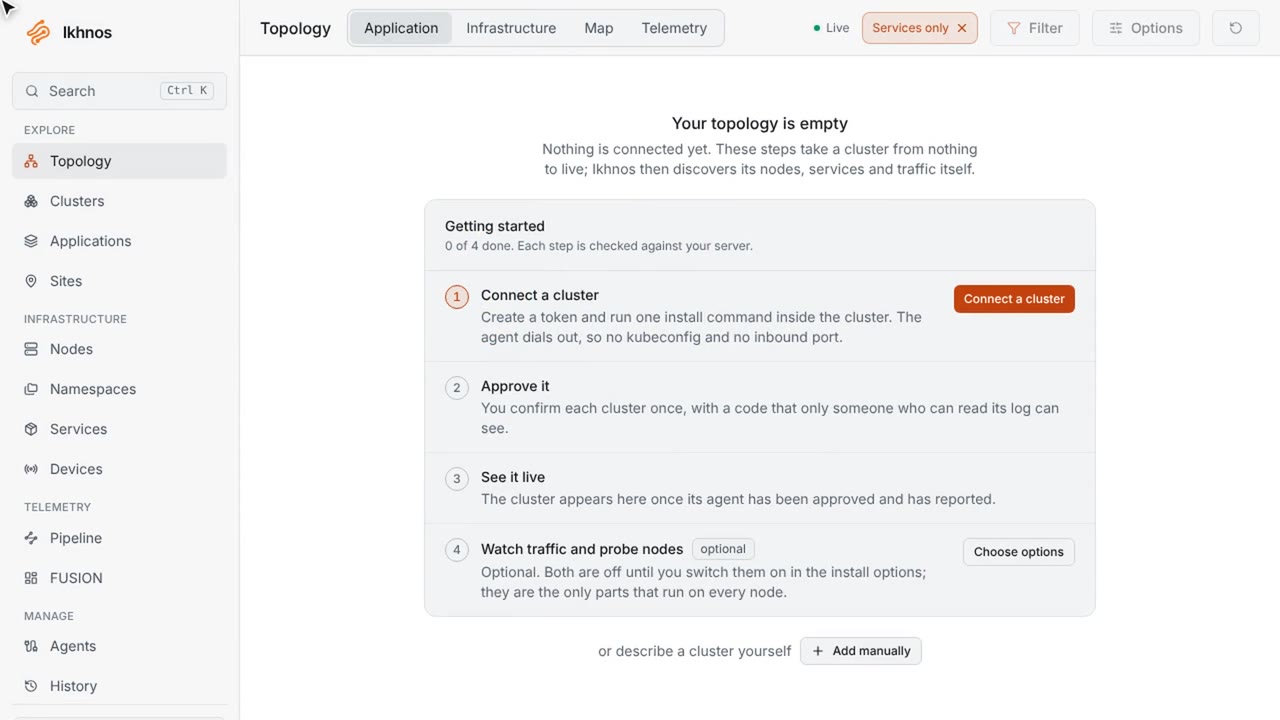 Ikhnos
Search Ctrl K
EXPLORE
Topology
Clusters
Applications
Sites
INFRASTRUCTURE
Nodes
Namespaces
Services
Devices
TELEMETRY
Pipeline
FUSION
MANAGE
Agents
History
Topology Application Infrastructure Map Telemetry Live Services only Filter Options
Your topology is empty
Nothing is connected yet. These steps take a cluster from nothing
to live; Ikhnos then discovers its nodes, services and traffic itself.
Getting started
0 of 4 done. Each step is checked against your server.
1 Connect a cluster Connect a cluster
Create a token and run one install command inside the cluster. The
agent dials out, so no kubeconfig and no inbound port.
2 Approve it
You confirm each cluster once, with a code that only someone who can read its log can
see.
3 See it live
The cluster appears here once its agent has been approved and has reported.
4 Watch traffic and probe nodes optional Choose options
Optional. Both are off until you switch them on in the install options;
they are the only parts that run on every node.
or describe a cluster yourself + Add manually